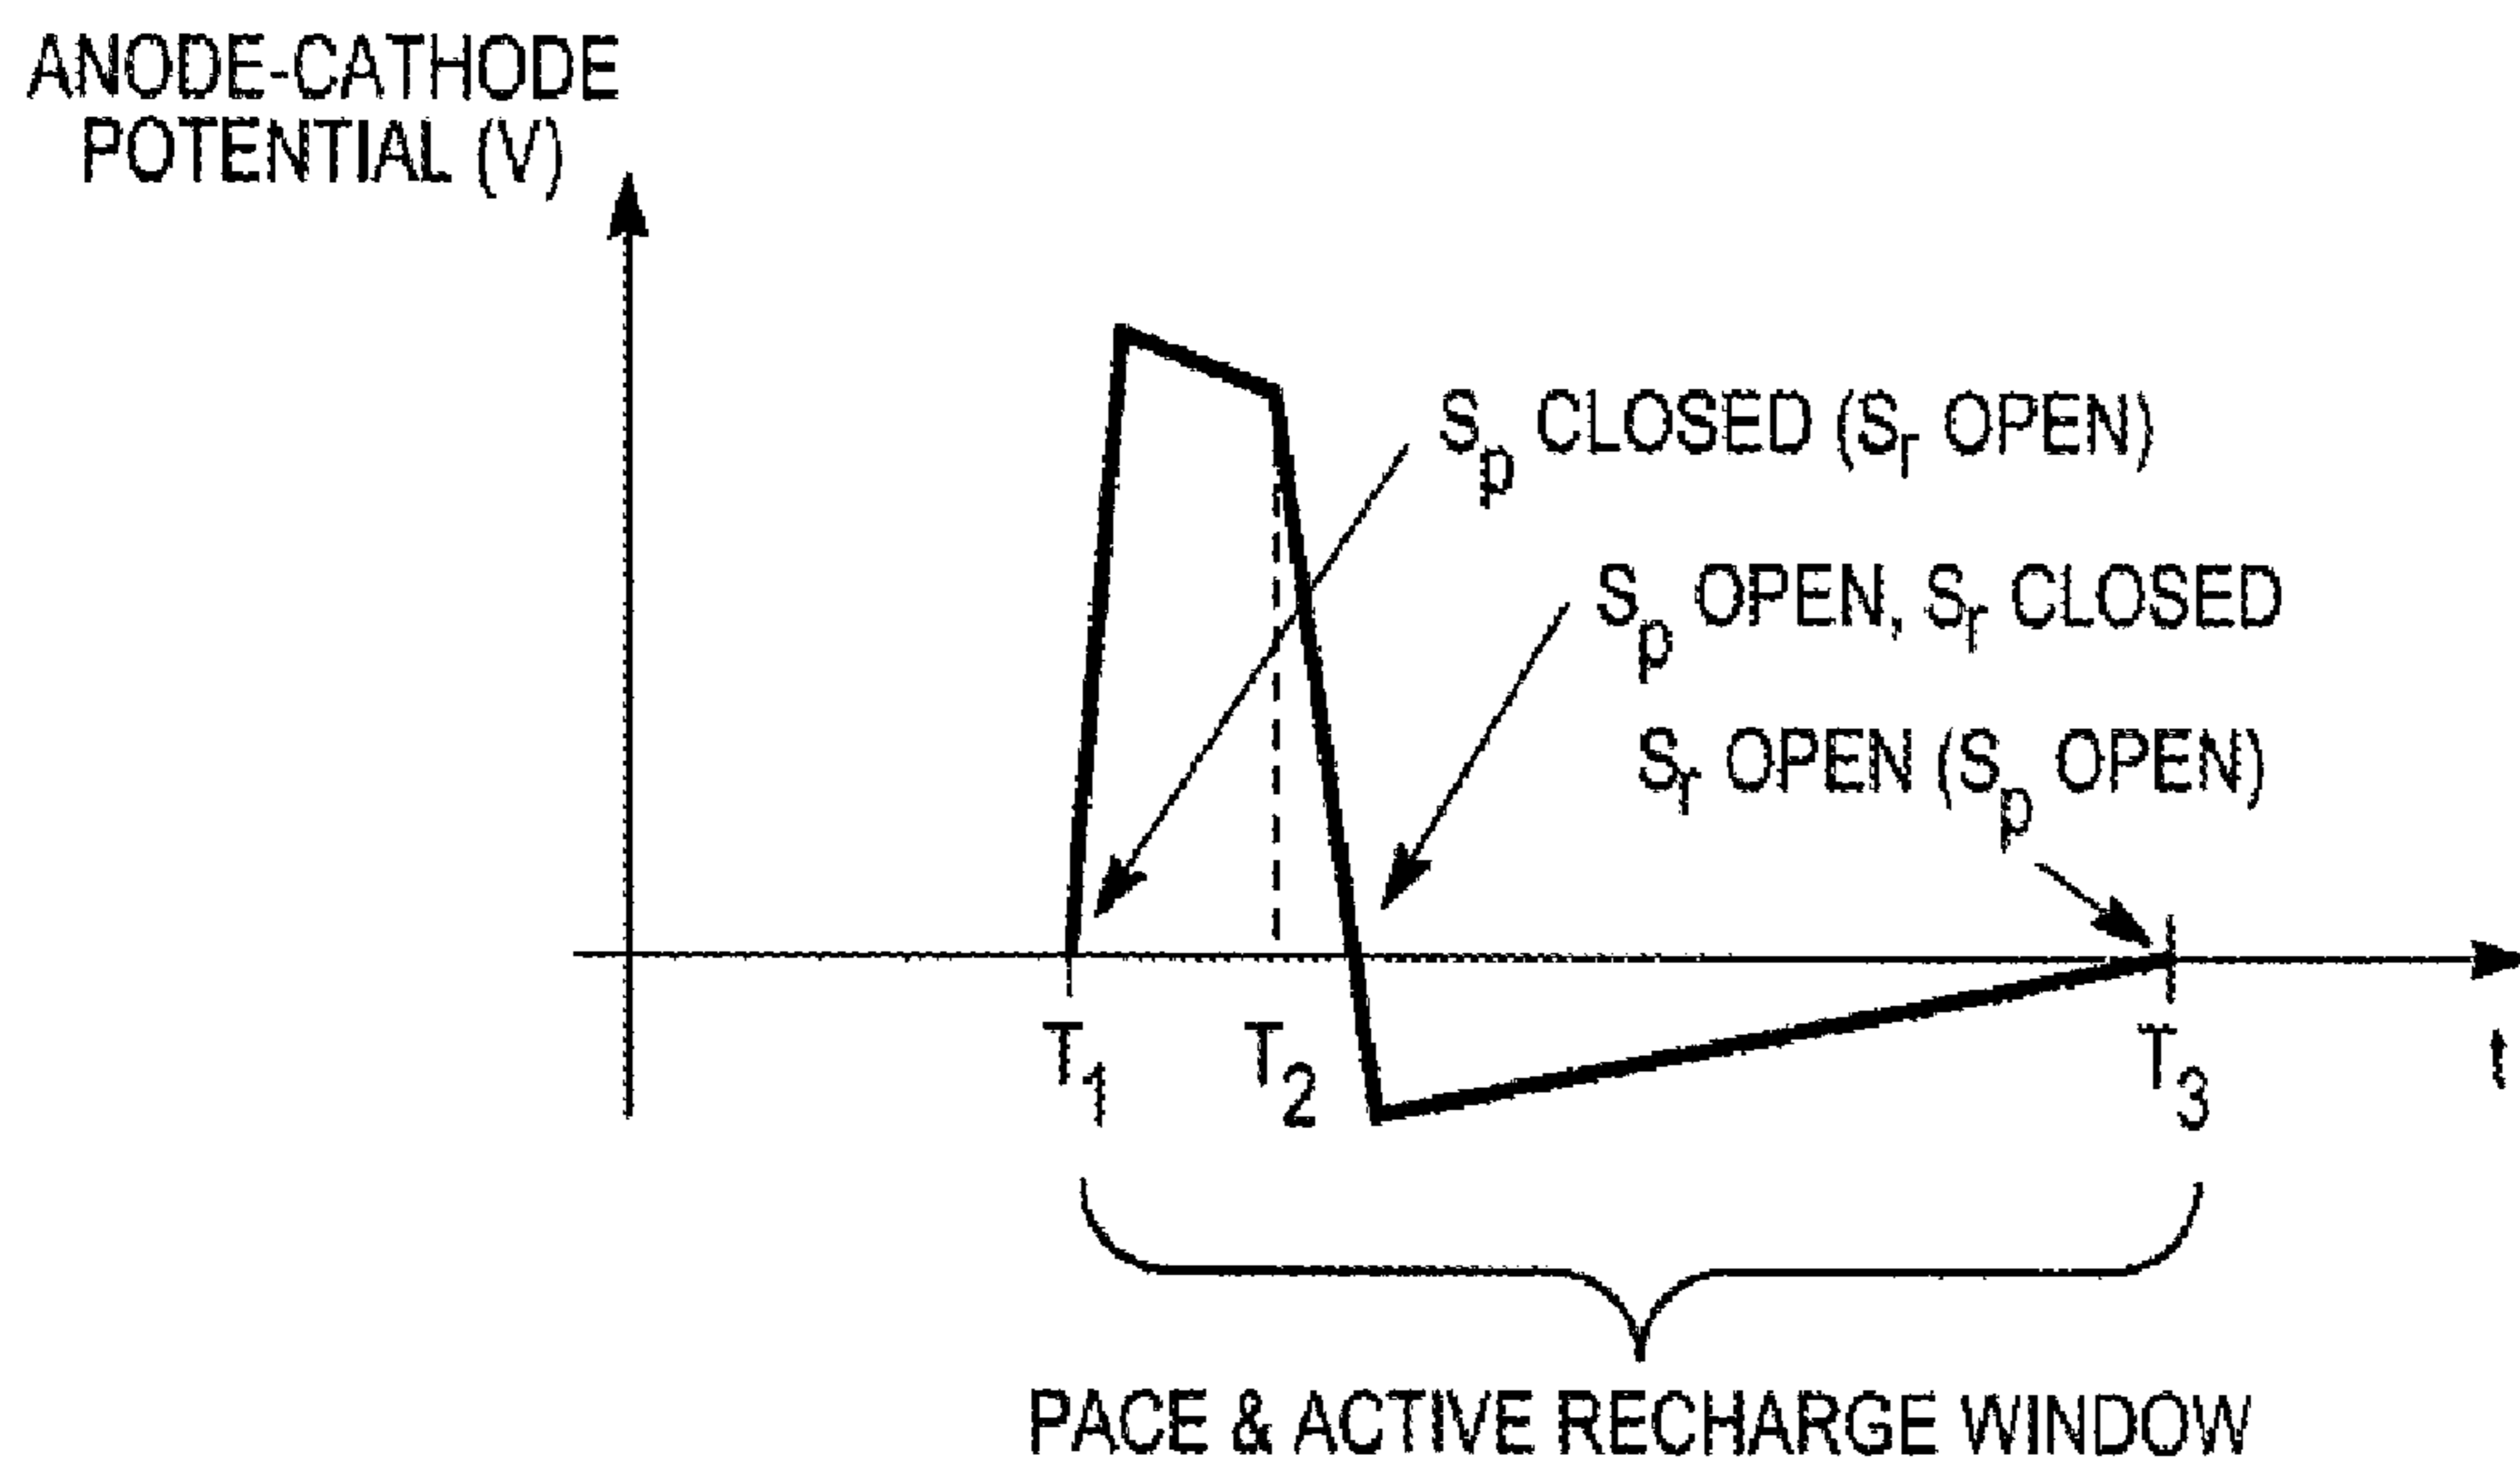 ANODE-CATHODE
POTENTIAL (V)
Sp CLOSED (Sr OPEN)
Sp OPEN, Sr CLOSED
Sr OPEN (Sp OPEN)
T1 T2 T3 t
PACE & ACTIVE RECHARGE WINDOW